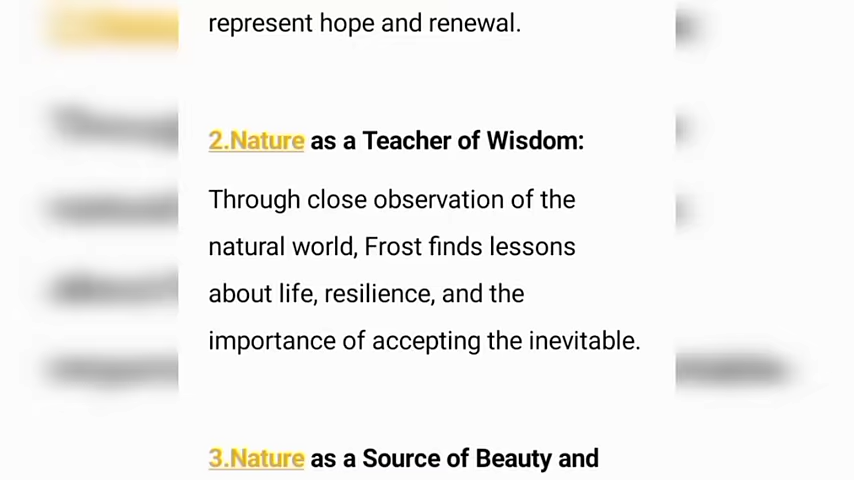 represent hope and renewal.
2.Nature as a Teacher of Wisdom:
Through close observation of the
natural world, Frost finds lessons
about life, resilience, and the
importance of accepting the inevitable.
3.Nature as a Source of Beauty and